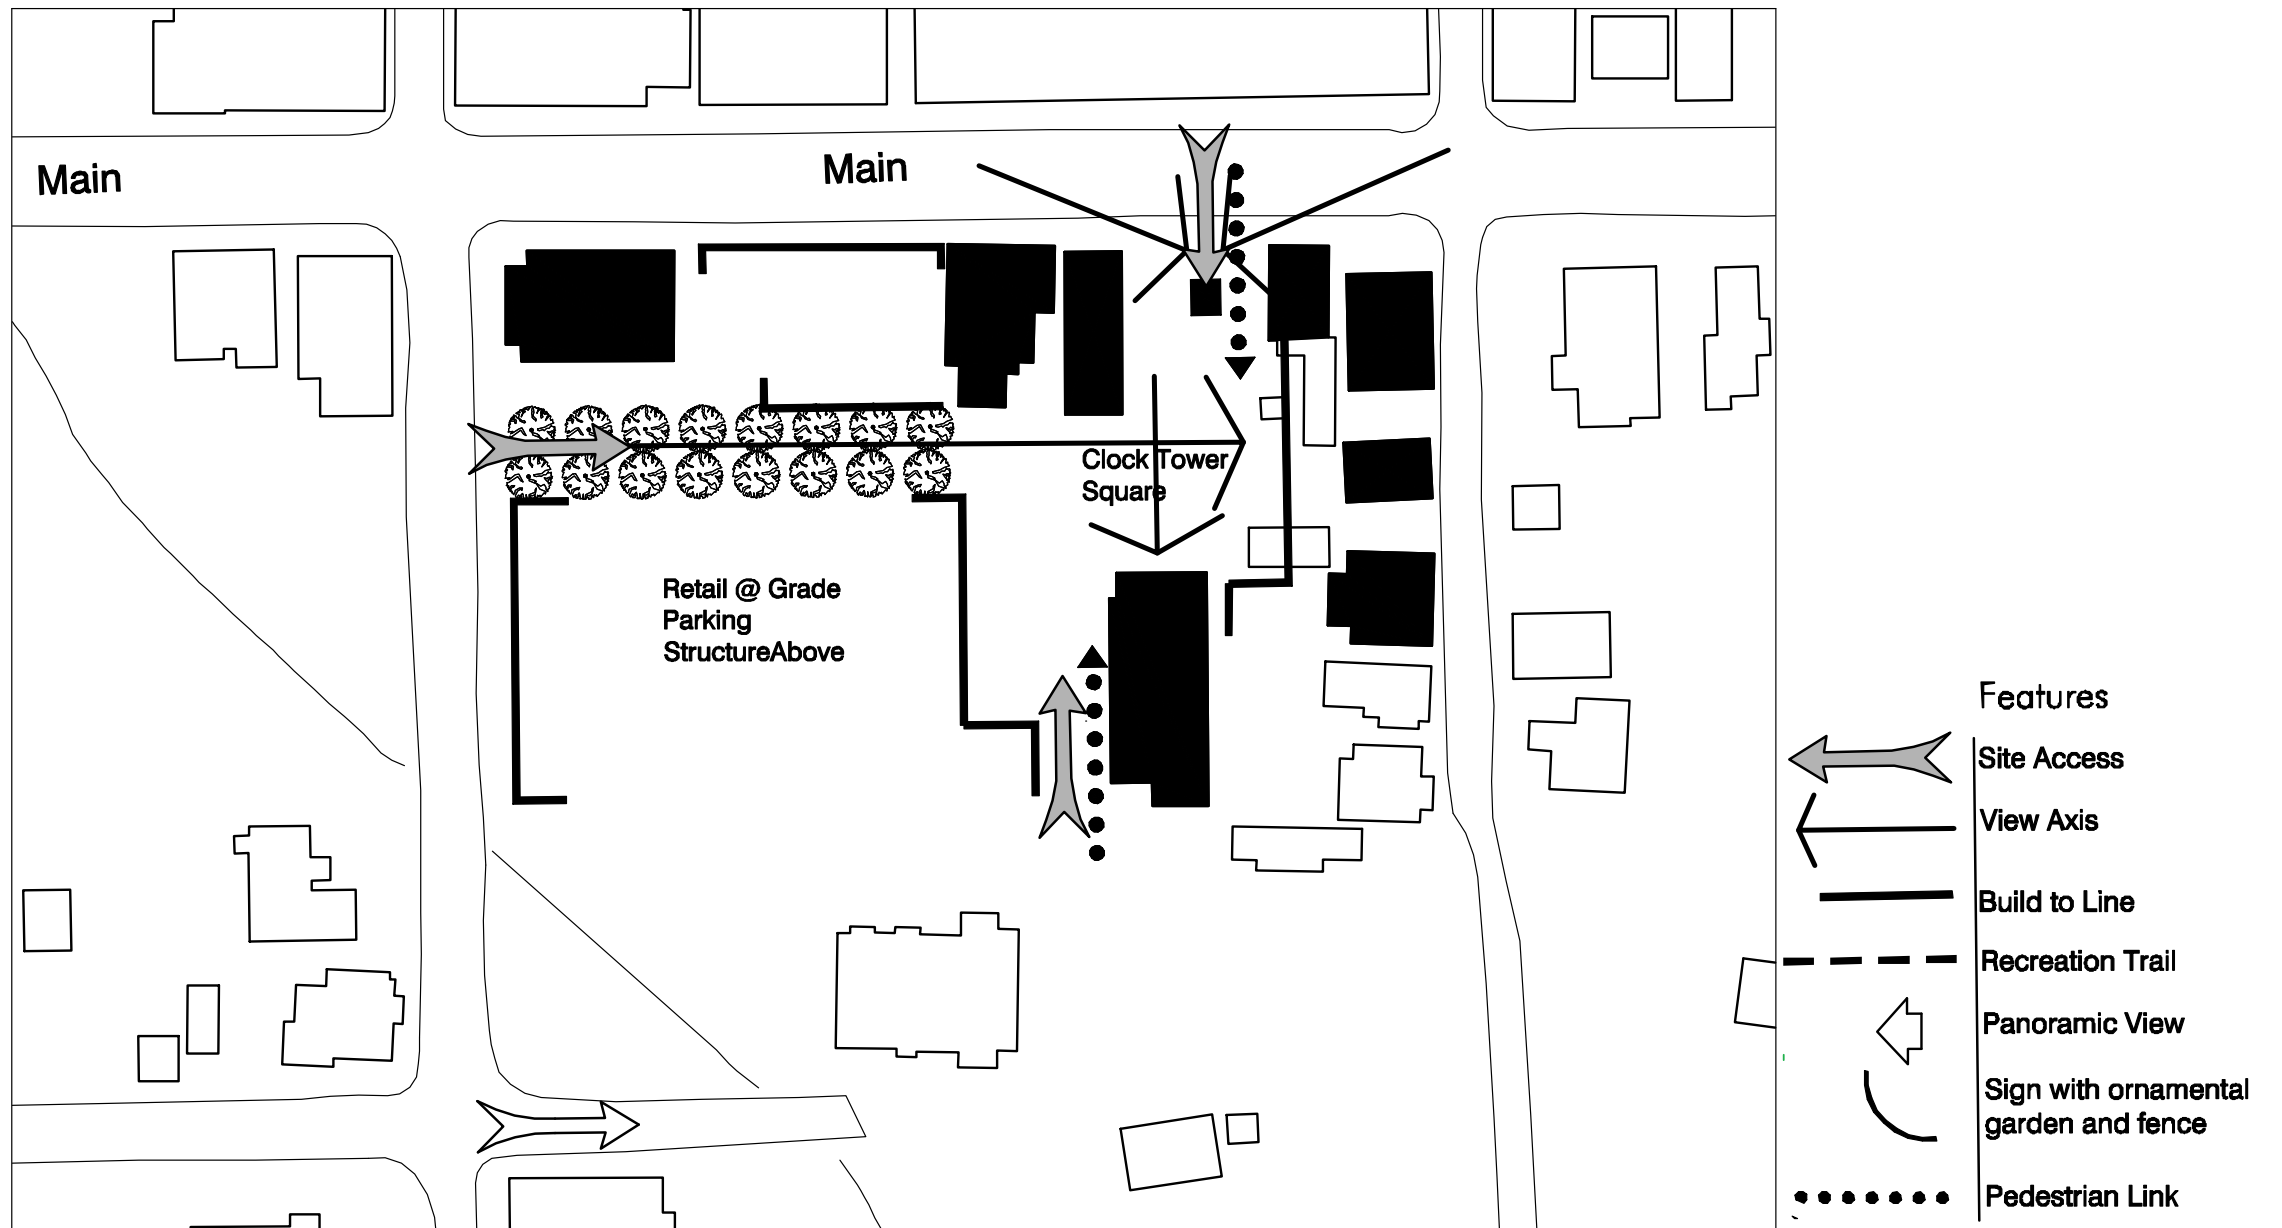 Main
Main
Clock Tower
Square
Retail @ Grade
Parking
StructureAbove
Features
Site Access
View Axis
Build to Line
Recreation Trail
Panoramic View
Sign with ornamental
garden and fence
Pedestrian Link